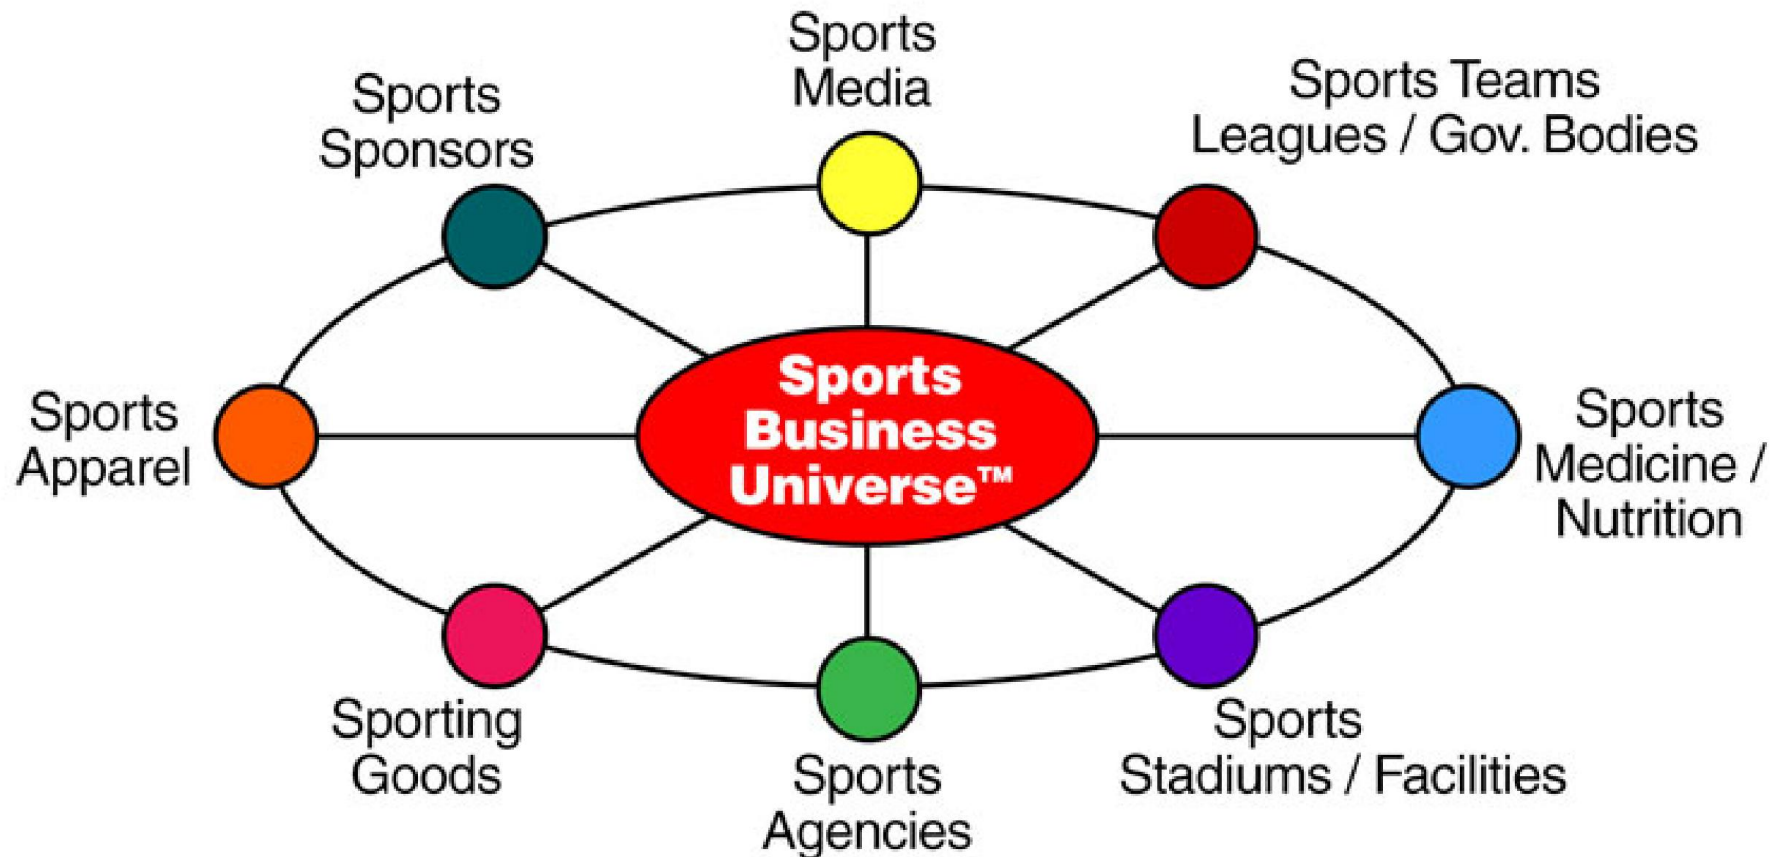 Sports
Media
Sports
Sponsors
Sports Teams
Leagues / Gov. Bodies
Sports
Apparel
Sports
Business
Universe™
Sports
Medicine /
Nutrition
Sporting
Goods
Sports
Agencies
Sports
Stadiums / Facilities